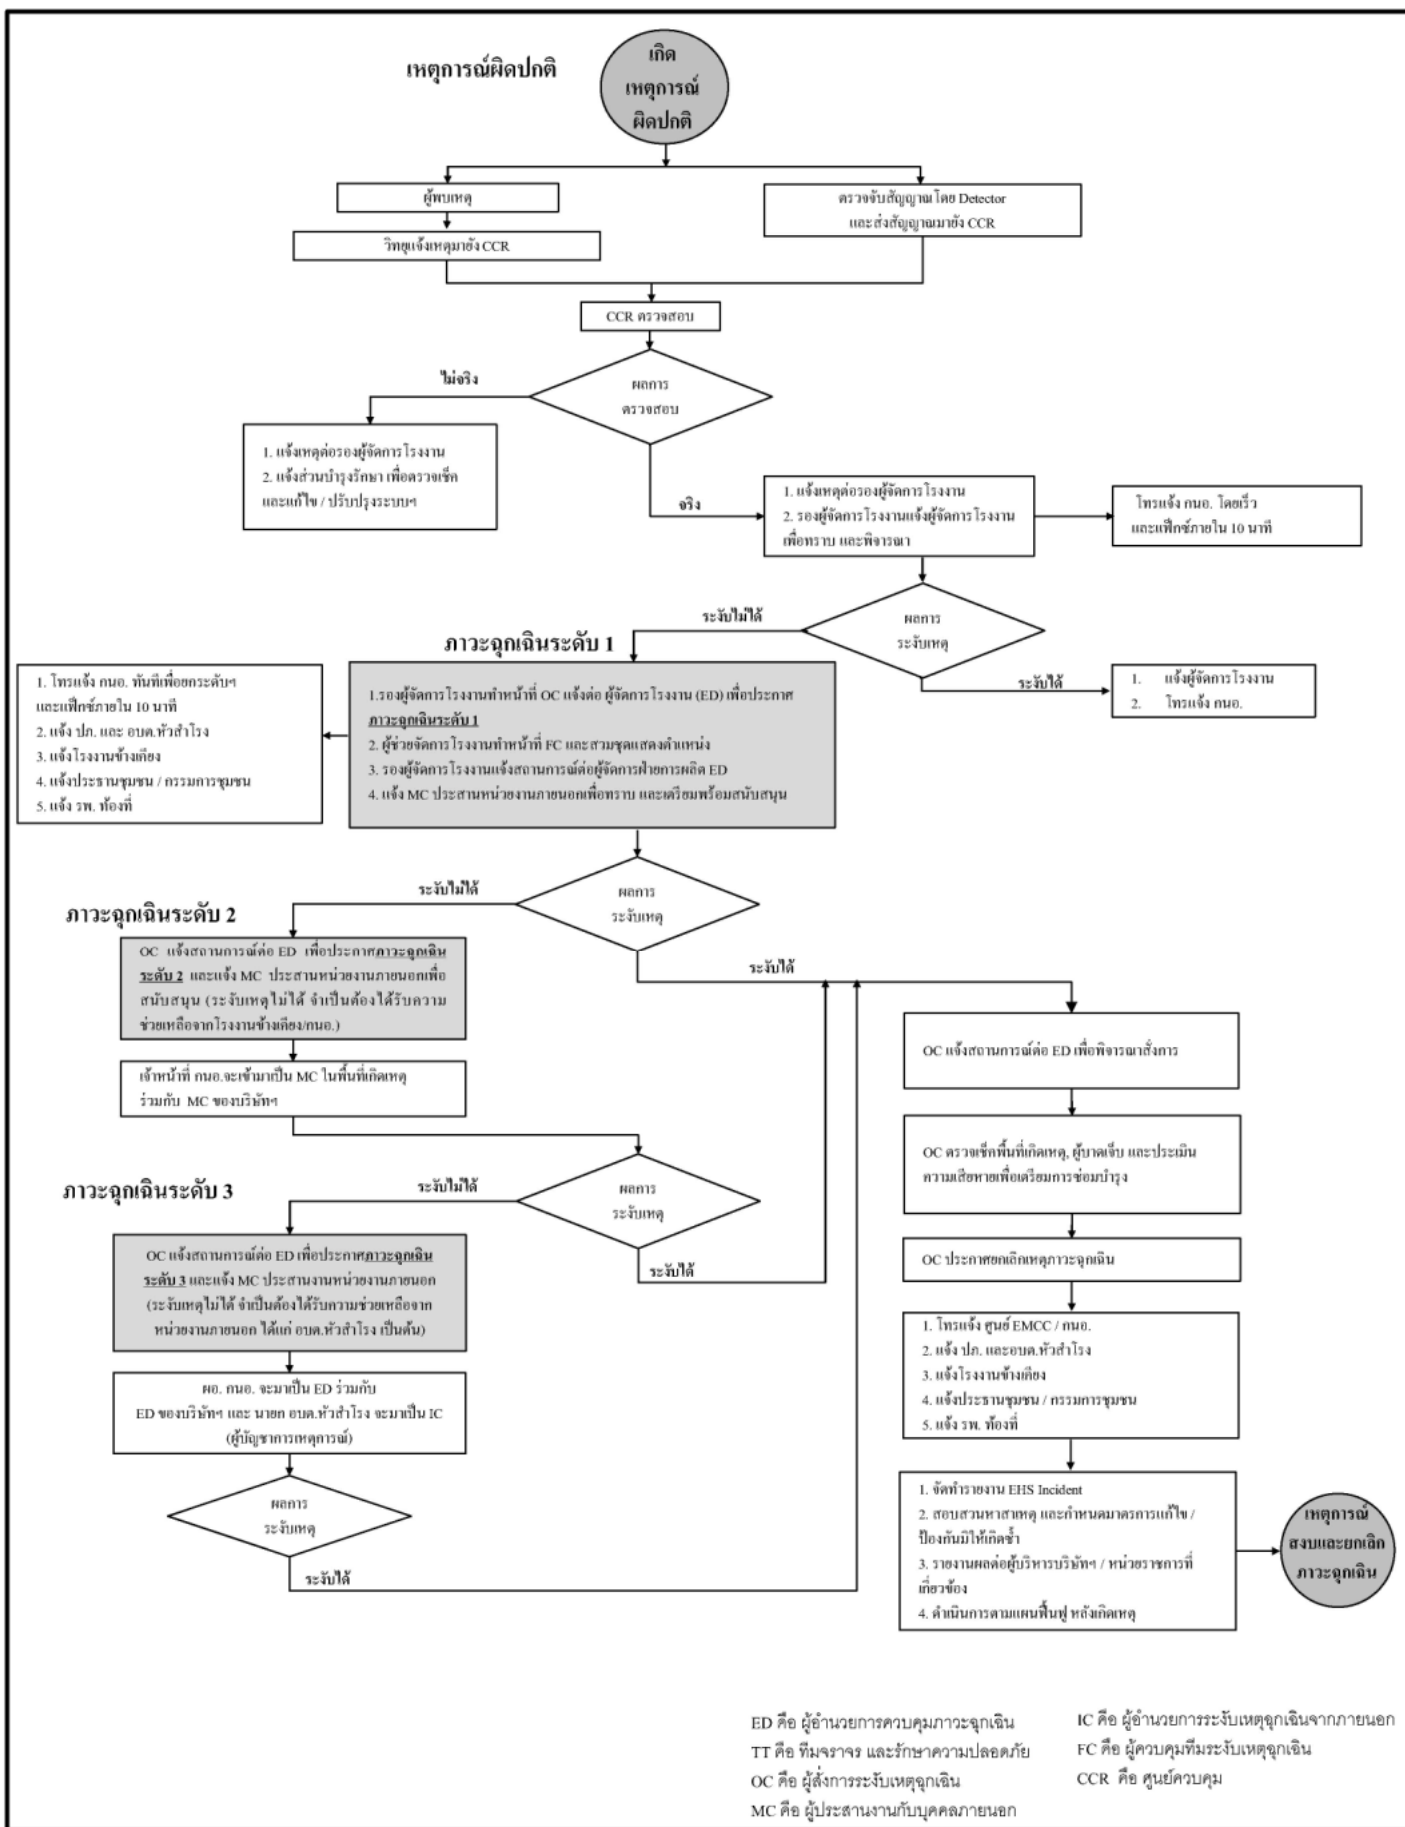 เหตุการณ์ผิดปกติ
เกิด
เหตุการณ์
ผิดปกติ
ผู้พบเหตุ
วิทยุแจ้งเหตุมายัง CCR
ตรวจจับสัญญาณโดย Detector
และส่งสัญญาณมายัง CCR
CCR ตรวจสอบ
ผลการ
ตรวจสอบ
ไม่จริง
1. แจ้งเหตุต่อรองผู้จัดการโรงงาน
2. แจ้งส่วนบำรุงรักษา เพื่อตรวจเช็ค
และแก้ไข / ปรับปรุงระบบฯ
จริง
1. แจ้งเหตุต่อรองผู้จัดการโรงงาน
2. รองผู้จัดการโรงงานแจ้งผู้จัดการโรงงาน
เพื่อทราบ และพิจารณา
โทรแจ้ง กนอ. โดยเร็ว
และแฟ็กซ์ภายใน 10 นาที
ผลการ
ระงับเหตุ
ระงับไม่ได้
ระงับได้
1. แจ้งผู้จัดการโรงงาน
2. โทรแจ้ง กนอ.
ภาวะฉุกเฉินระดับ 1
1.รองผู้จัดการโรงงานทำหน้าที่ OC แจ้งต่อ ผู้จัดการโรงงาน (ED) เพื่อประกาศ
ภาวะฉุกเฉินระดับ 1
2. ผู้ช่วยจัดการโรงงานทำหน้าที่ FC และสวมชุดแสดงตำแหน่ง
3. รองผู้จัดการโรงงานแจ้งสถานการณ์ต่อผู้จัดการฝ่ายการผลิต ED
4. แจ้ง MC ประสานหน่วยงานภายนอกเพื่อทราบ และเตรียมพร้อมสนับสนุน
1. โทรแจ้ง กนอ. ทันทีเพื่อยกระดับฯ
และแฟ็กซ์ภายใน 10 นาที
2. แจ้ง ปภ. และ อบต.หัวสำโรง
3. แจ้งโรงงานข้างเคียง
4. แจ้งประธานชุมชน / กรรมการชุมชน
5. แจ้ง รพ. ท้องที่
ผลการ
ระงับเหตุ
ระงับไม่ได้
ระงับได้
ภาวะฉุกเฉินระดับ 2
OC แจ้งสถานการณ์ต่อ ED เพื่อประกาศภาวะฉุกเฉิน
ระดับ 2 และแจ้ง MC ประสานหน่วยงานภายนอกเพื่อ
สนับสนุน (ระงับเหตุไม่ได้ จำเป็นต้องได้รับความ
ช่วยเหลือจากโรงงานข้างเคียง/กนอ.)
เจ้าหน้าที่ กนอ.จะเข้ามาเป็น MC ในพื้นที่เกิดเหตุ
ร่วมกับ MC ของบริษัทฯ
ผลการ
ระงับเหตุ
ระงับไม่ได้
ระงับได้
ภาวะฉุกเฉินระดับ 3
OC แจ้งสถานการณ์ต่อ ED เพื่อประกาศภาวะฉุกเฉิน
ระดับ 3 และแจ้ง MC ประสานงานหน่วยงานภายนอก
(ระงับเหตุไม่ได้ จำเป็นต้องได้รับความช่วยเหลือจาก
หน่วยงานภายนอก ได้แก่ อบต.หัวสำโรง เป็นต้น)
ผอ. กนอ. จะมาเป็น ED ร่วมกับ
ED ของบริษัทฯ และ นายก อบต.หัวสำโรง จะมาเป็น IC
(ผู้บัญชาการเหตุการณ์)
ผลการ
ระงับเหตุ
ระงับได้
OC แจ้งสถานการณ์ต่อ ED เพื่อพิจารณาสั่งการ
OC ตรวจเช็กพื้นที่เกิดเหตุ, ผู้บาดเจ็บ และประเมิน
ความเสียหายเพื่อเตรียมการซ่อมบำรุง
OC ประกาศยกเลิกเหตุภาวะฉุกเฉิน
1. โทรแจ้ง ศูนย์ EMCC / กนอ.
2. แจ้ง ปภ. และอบต.หัวสำโรง
3. แจ้งโรงงานข้างเคียง
4. แจ้งประธานชุมชน / กรรมการชุมชน
5. แจ้ง รพ. ท้องที่
1. จัดทำรายงาน EHS Incident
2. สอบสวนหาสาเหตุ และกำหนดมาตรการแก้ไข /
ป้องกันมิให้เกิดซ้ำ
3. รายงานผลต่อผู้บริหารบริษัทฯ / หน่วยราชการที่
เกี่ยวข้อง
4. ดำเนินการตามแผนฟื้นฟู หลังเกิดเหตุ
เหตุการณ์
สงบและยกเลิก
ภาวะฉุกเฉิน
ED คือ ผู้อำนวยการควบคุมภาวะฉุกเฉิน
TT คือ ทีมจราจร และรักษาความปลอดภัย
OC คือ ผู้สั่งการระงับเหตุฉุกเฉิน
MC คือ ผู้ประสานงานกับบุคคลภายนอก
IC คือ ผู้อำนวยการระงับเหตุฉุกเฉินจากภายนอก
FC คือ ผู้ควบคุมทีมระงับเหตุฉุกเฉิน
CCR คือ ศูนย์ควบคุม